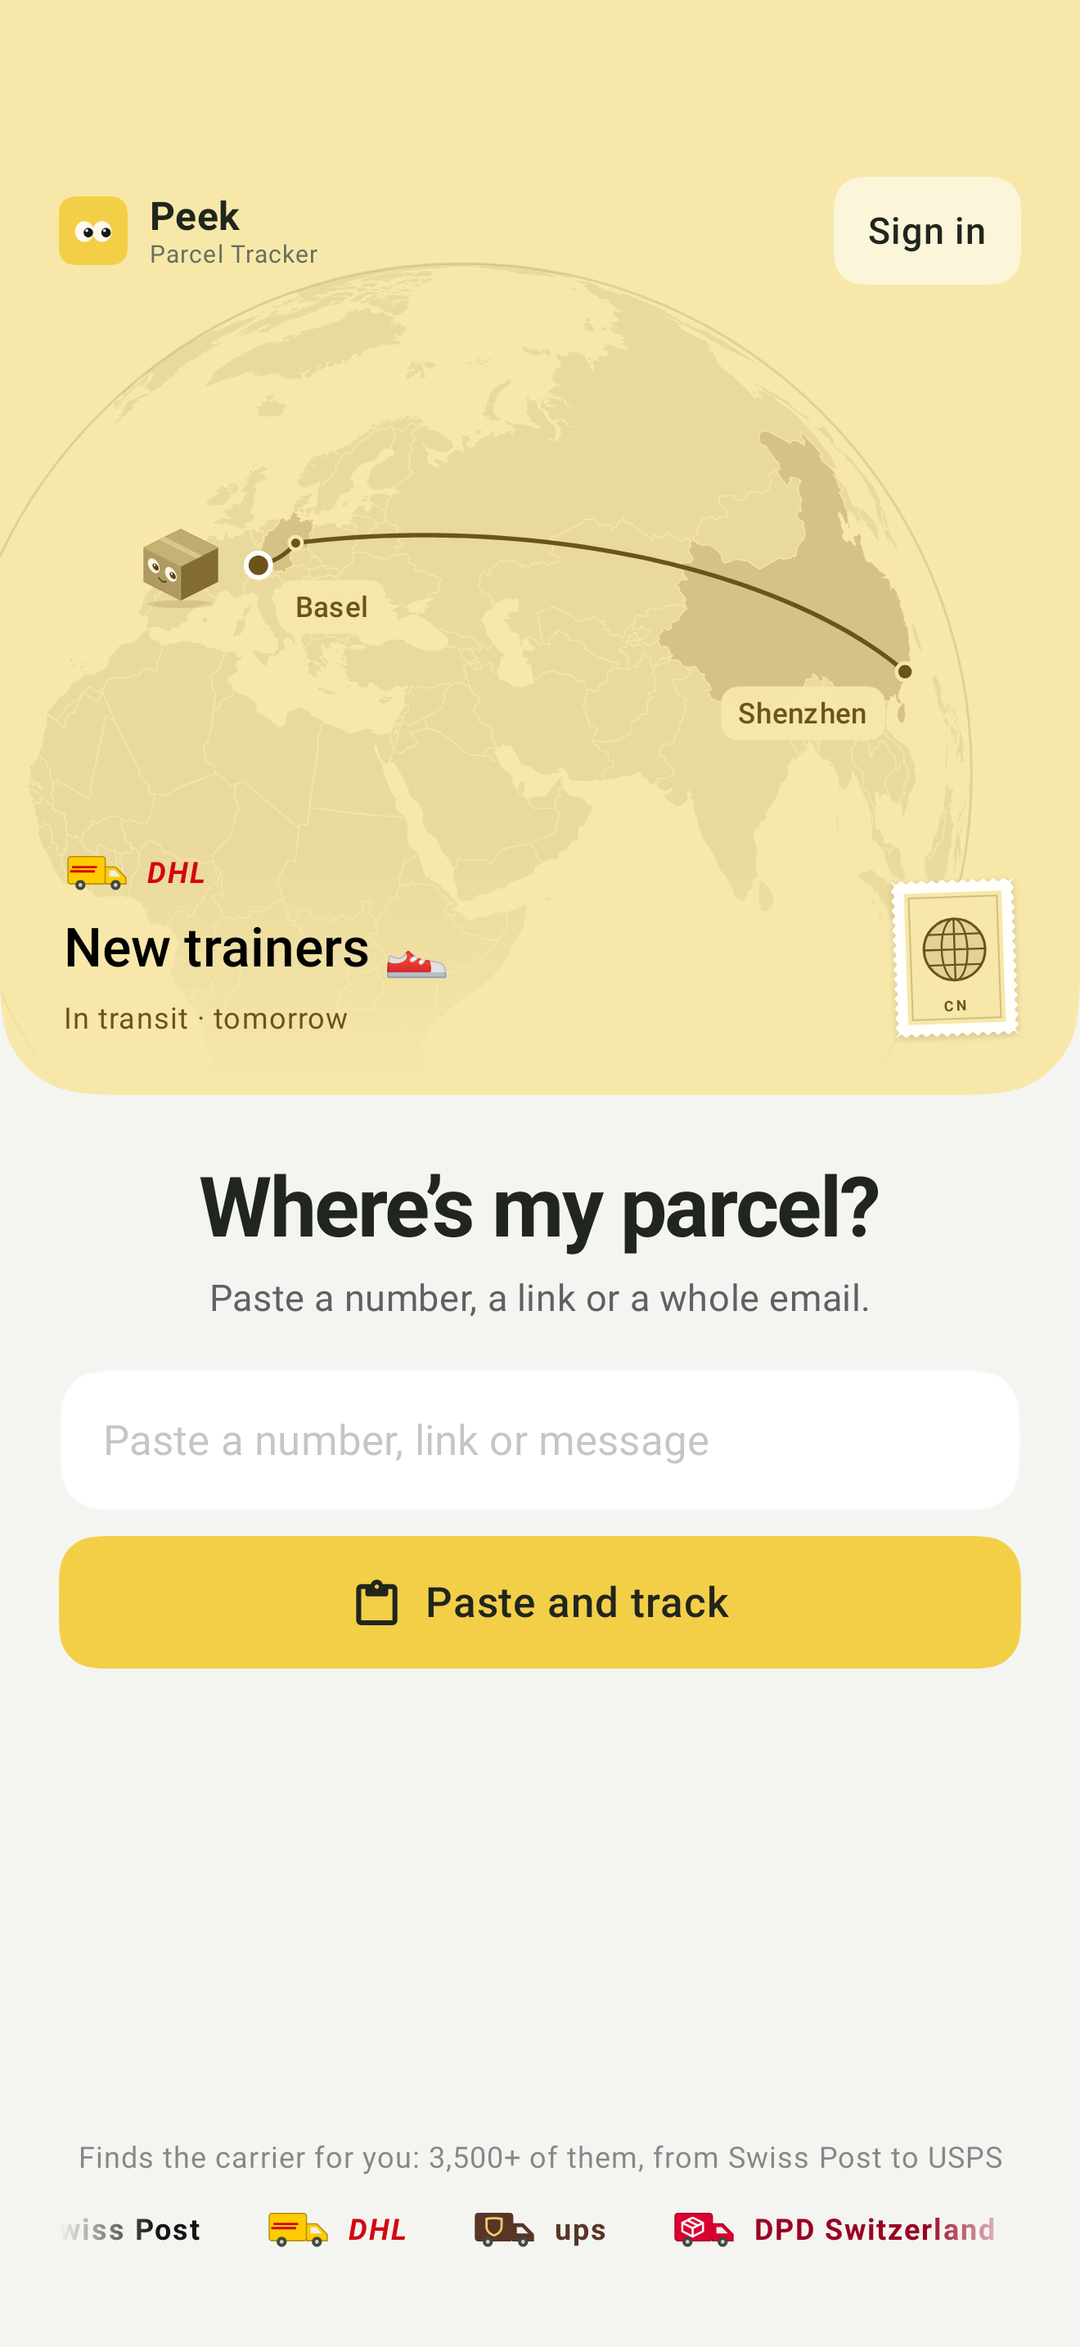 Peek
Parcel Tracker
Sign in
Basel
Shenzhen
DHL
New trainers
In transit · tomorrow
CN
Where’s my parcel?
Paste a number, a link or a whole email.
Paste a number, link or message
Paste and track
Finds the carrier for you: 3,500+ of them, from Swiss Post to USPS
wiss Post
DHL
ups
DPD Switzerland